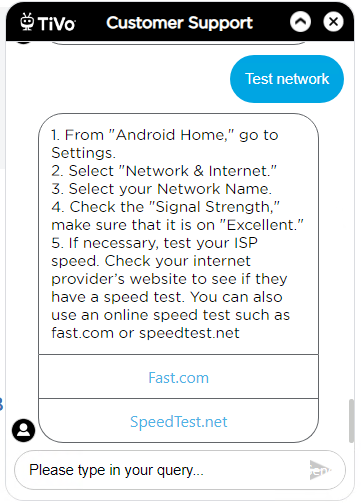 TiVo Customer Support
Test network
1. From "Android Home," go to
Settings.
2. Select "Network & Internet."
3. Select your Network Name.
4. Check the "Signal Strength,"
make sure that it is on "Excellent."
5. If necessary, test your ISP
speed. Check your internet
provider’s website to see if they
have a speed test. You can also
use an online speed test such as
fast.com or speedtest.net
Fast.com
SpeedTest.net
Please type in your query...